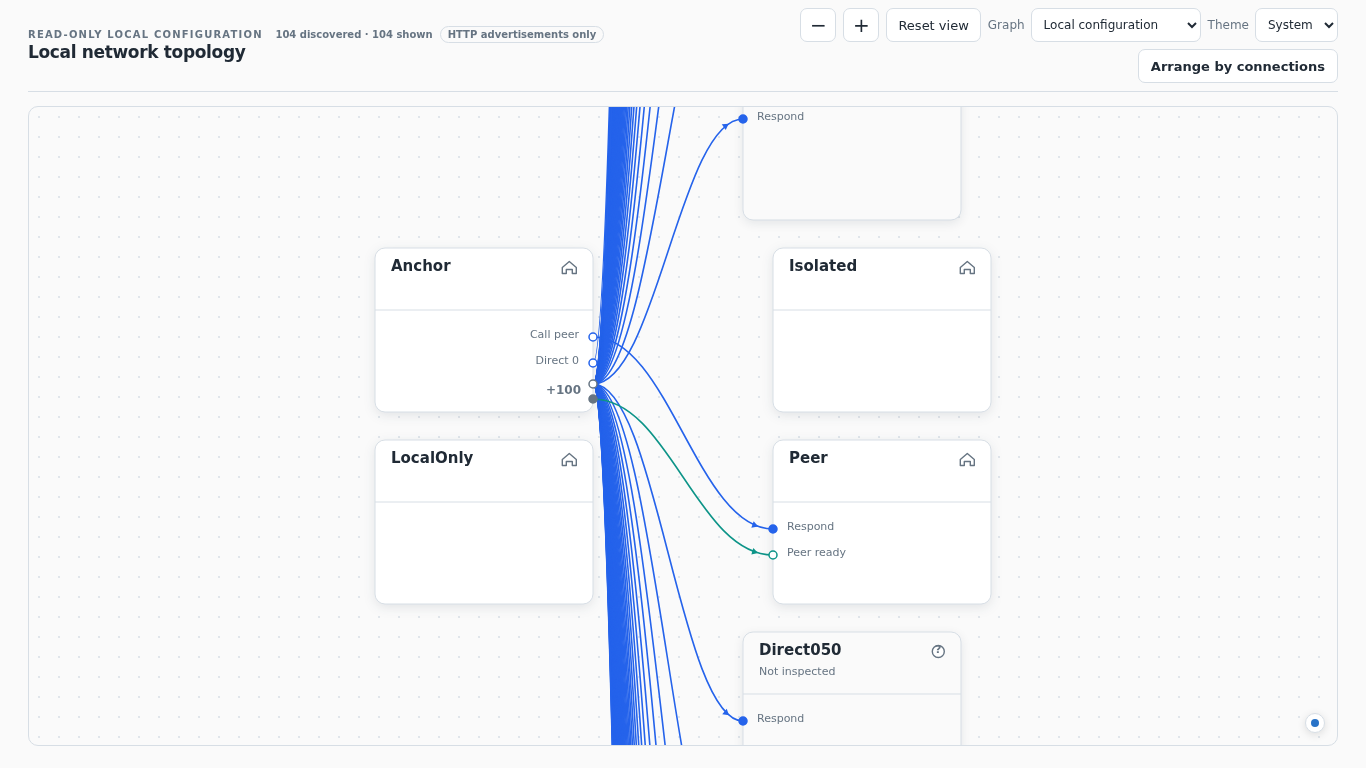 READ-ONLY LOCAL CONFIGURATION 104 discovered · 104 shown HTTP advertisements only
Local network topology
− + Reset view Graph Local configuration Theme System
Arrange by connections
Respond
Anchor
Call peer
Direct 0
+100
Isolated
LocalOnly
Peer
Respond
Peer ready
Direct050 ?
Not inspected
Respond